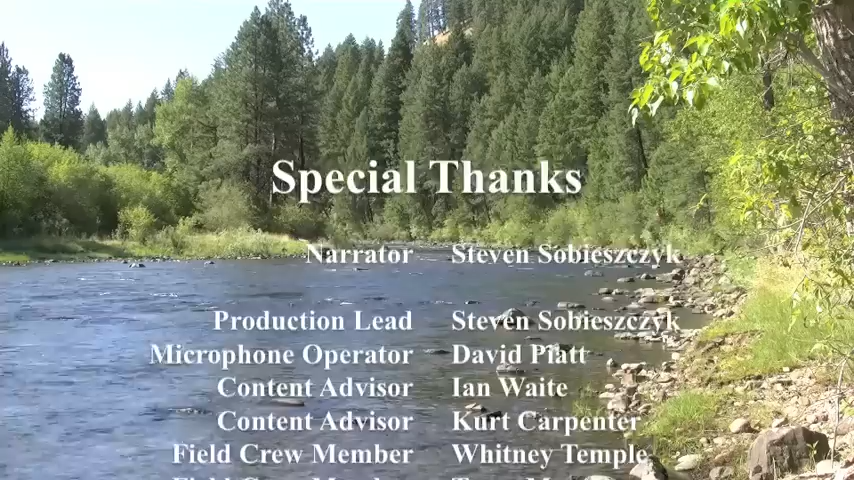 Special Thanks
Narrator Steven Sobieszczyk
Production Lead Steven Sobieszczyk
Microphone Operator David Piatt
Content Advisor Ian Waite
Content Advisor Kurt Carpenter
Field Crew Member Whitney Temple